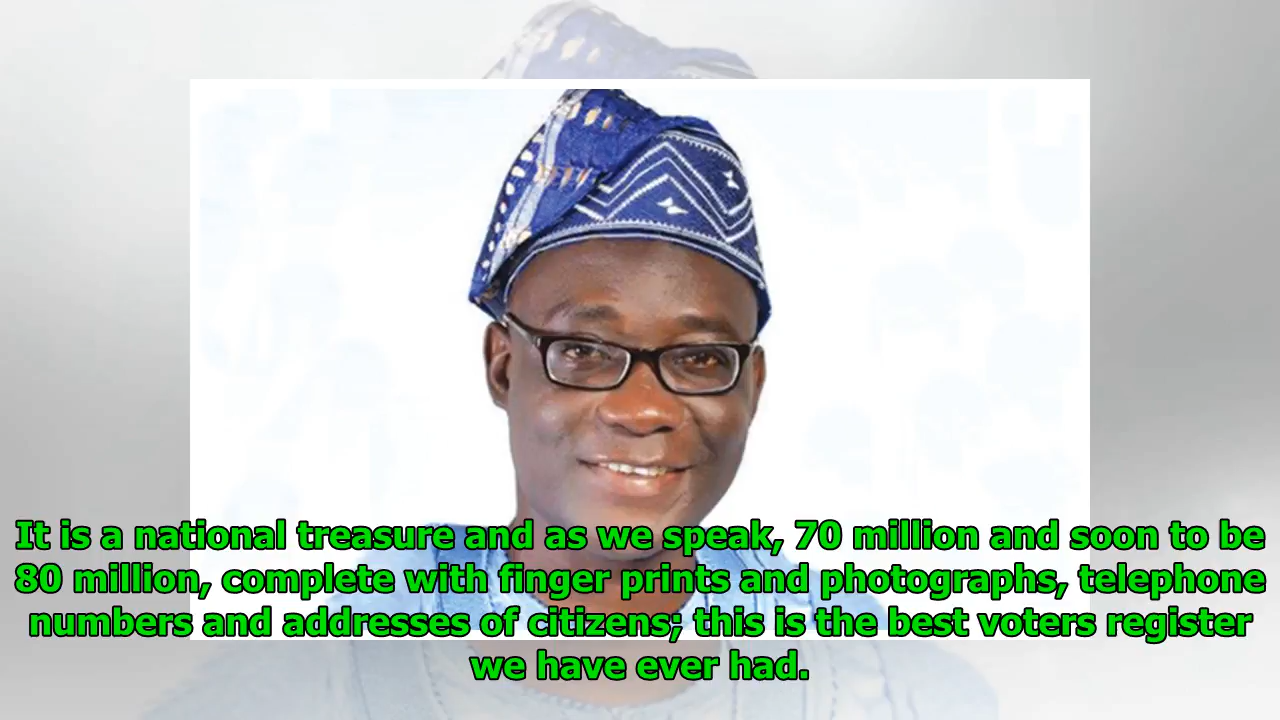 It is a national treasure and as we speak, 70 million and soon to be
80 million, complete with finger prints and photographs, telephone
numbers and addresses of citizens; this is the best voters register
we have ever had.